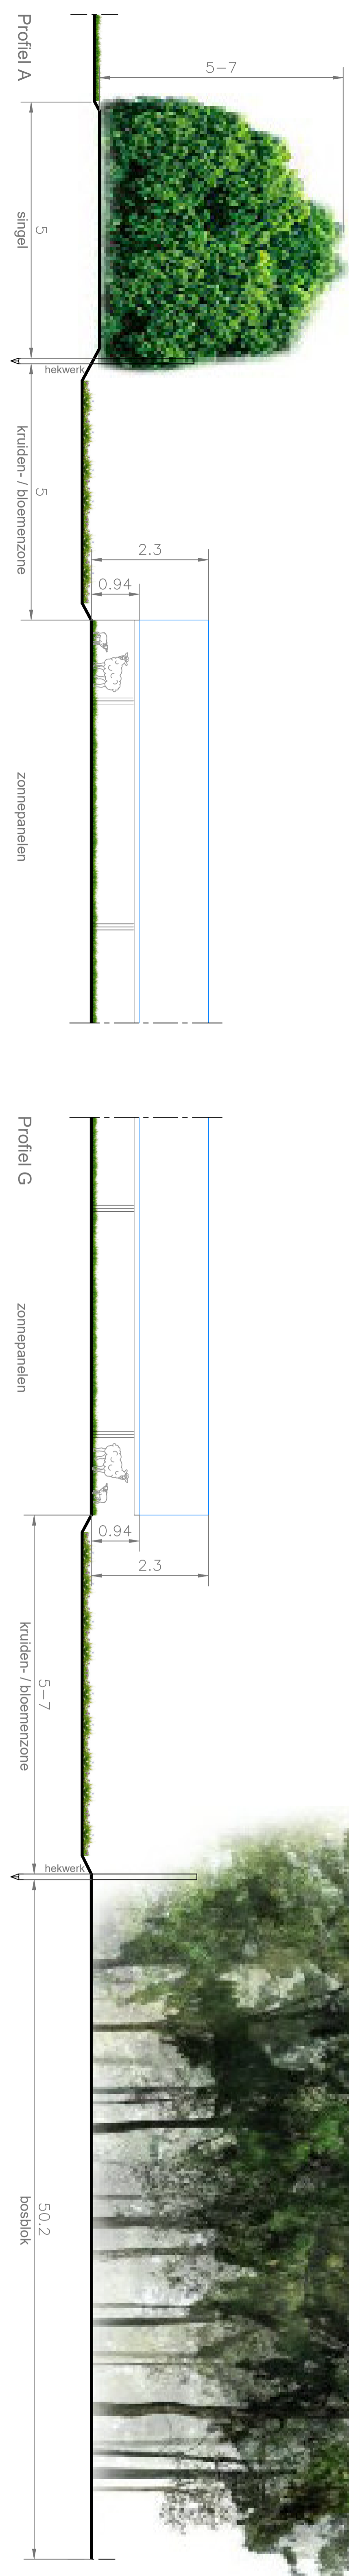 Profiel A
5-7
5
singel
hekwerk
5
kruiden- / bloemenzone
2.3
0.94
zonnepanelen
Profiel G
zonnepanelen
0.94
2.3
5-7
kruiden- / bloemenzone
hekwerk
50.2
bosblok